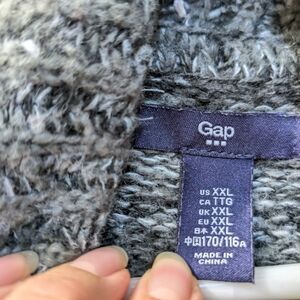 Gap
US XXL
CA TTG
UK XXL
EU XXL
日本 XXL
中国170/116A
MADE IN
CHINA